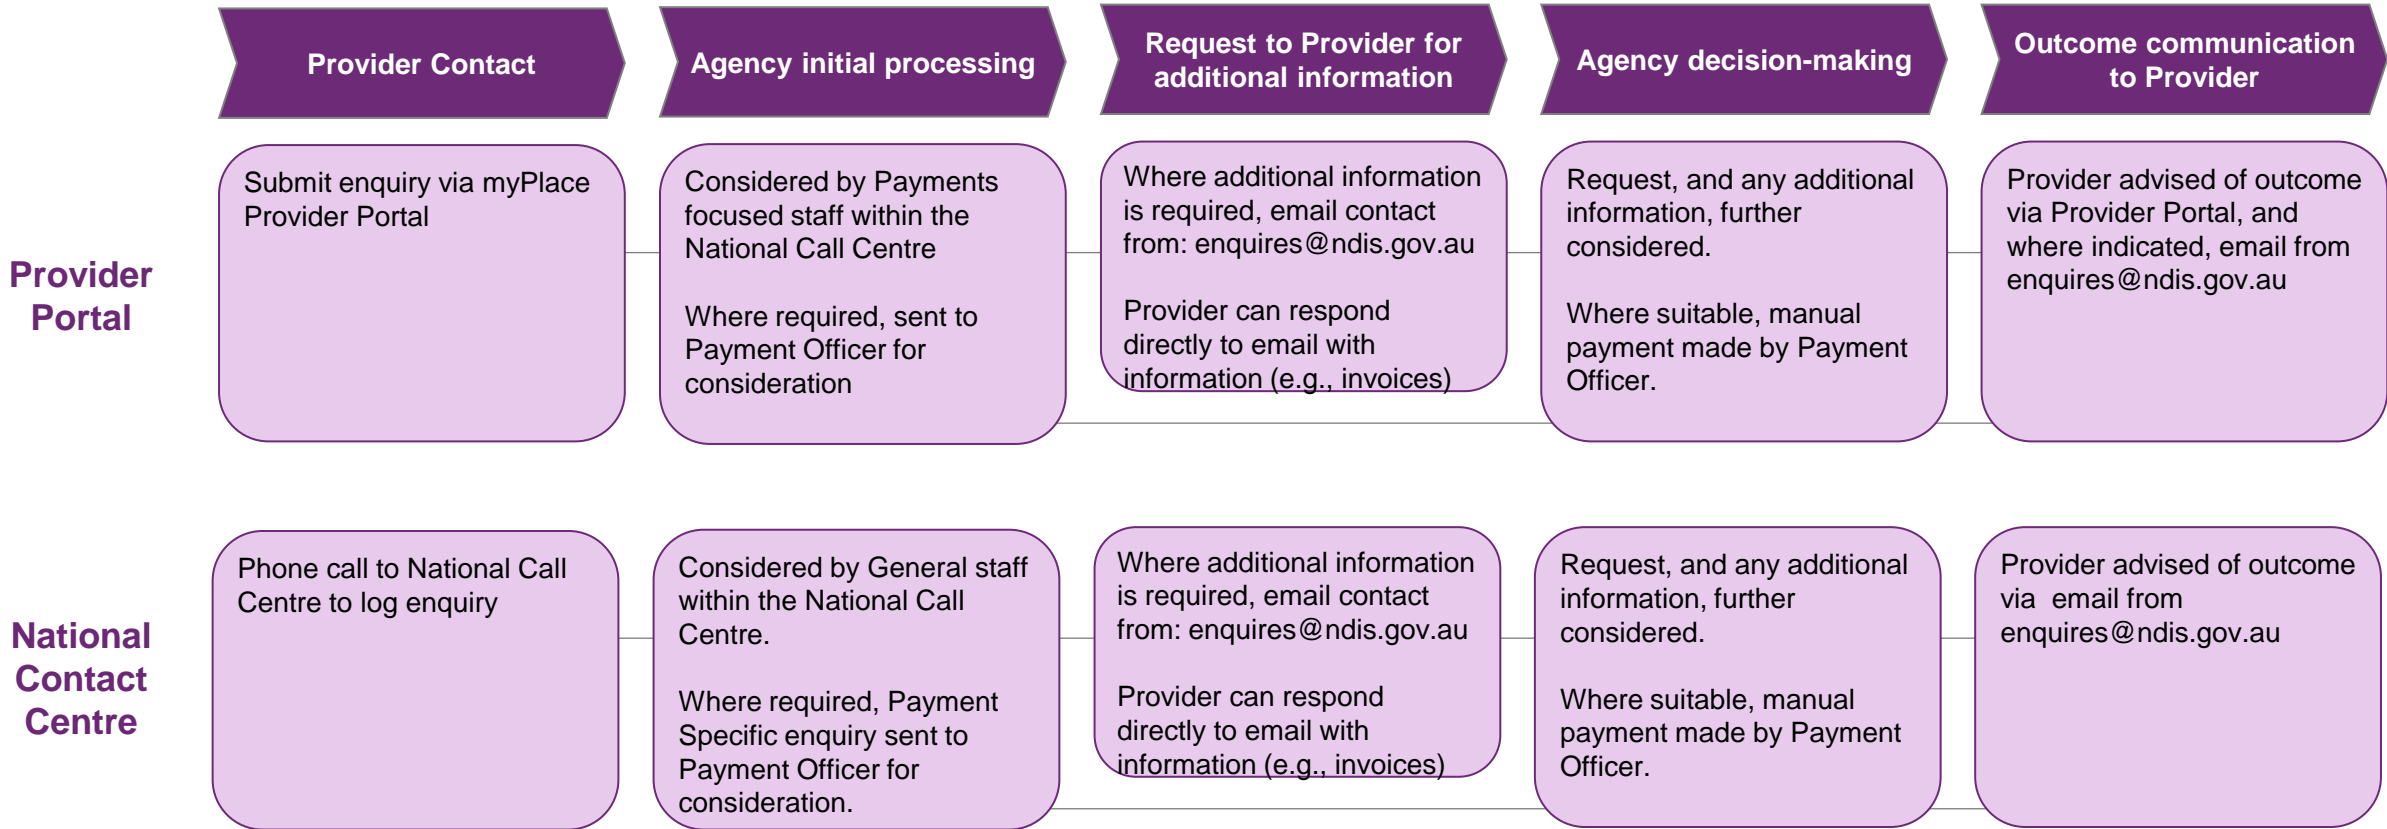 Provider Contact
Agency initial processing
Request to Provider for
additional information
Agency decision-making
Outcome communication
to Provider
Provider
Portal
Submit enquiry via myPlace
Provider Portal
Considered by Payments
focused staff within the
National Call Centre
Where required, sent to
Payment Officer for
consideration
Where additional information
is required, email contact
from: enquires@ndis.gov.au
Provider can respond
directly to email with
information (e.g., invoices)
Request, and any additional
information, further
considered.
Where suitable, manual
payment made by Payment
Officer.
Provider advised of outcome
via Provider Portal, and
where indicated, email from
enquires@ndis.gov.au
National
Contact
Centre
Phone call to National Call
Centre to log enquiry
Considered by General staff
within the National Call
Centre.
Where required, Payment
Specific enquiry sent to
Payment Officer for
consideration.
Where additional information
is required, email contact
from: enquires@ndis.gov.au
Provider can respond
directly to email with
information (e.g., invoices)
Request, and any additional
information, further
considered.
Where suitable, manual
payment made by Payment
Officer.
Provider advised of outcome
via  email from
enquires@ndis.gov.au